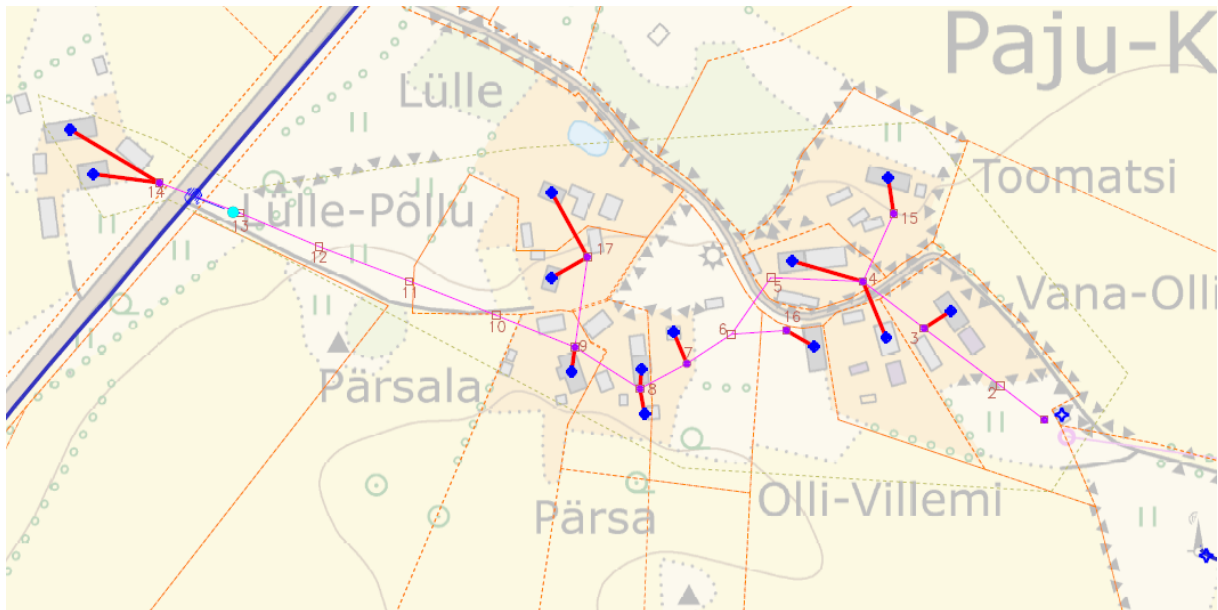 Paju-K
Lülle
Toomatsi
14
13
Lülle-Põllu
15
12
17
4
5
11
Vana-Olli
10
16
3
6
9
7
Pärsala
8
2
Olli-Villemi
Pärsa